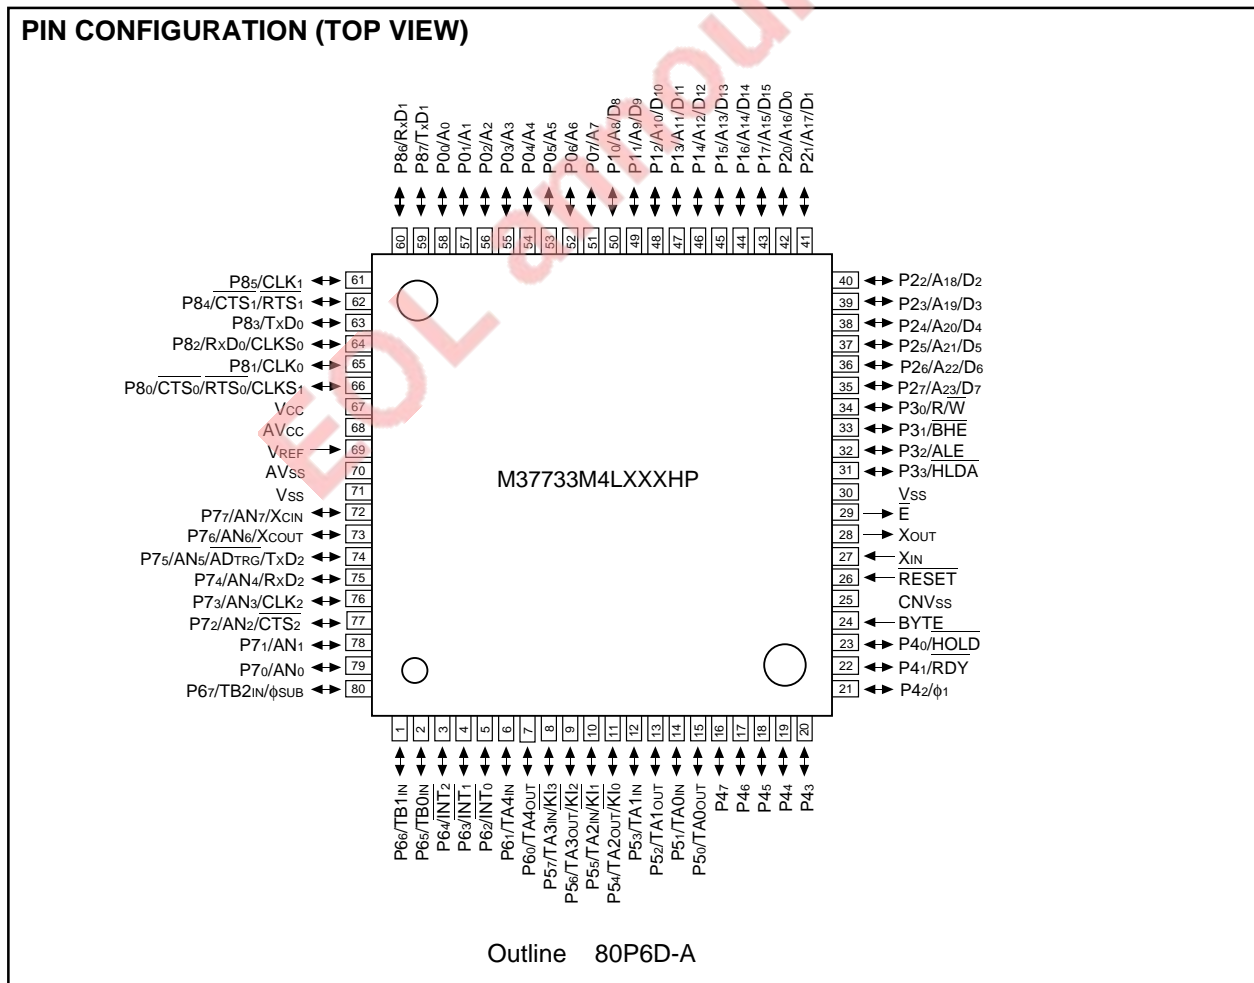 PIN CONFIGURATION (TOP VIEW)
EOL announ
P86/RxD1
P87/TxD1
P00/A0
P01/A1
P02/A2
P03/A3
P04/A4
P05/A5
P06/A6
P07/A7
P10/A8/D8
P11/A9/D9
P12/A10/D10
P13/A11/D11
P14/A12/D12
P15/A13/D13
P16/A14/D14
P17/A15/D15
P20/A16/D0
P21/A17/D1
60 59 58 57 56 55 54 53 52 51 50 49 48 47 46 45 44 43 42 41
P85/CLK1 61
P84/CTS1/RTS1 62
P83/TxD0 63
P82/RxD0/CLKS0 64
P81/CLK0 65
P80/CTS0/RTS0/CLKS1 66
VCC 67
AVCC 68
VREF 69
AVSS 70
VSS 71
P77/AN7/XCIN 72
P76/AN6/XCOUT 73
P75/AN5/ADTRG/TxD2 74
P74/AN4/RxD2 75
P73/AN3/CLK2 76
P72/AN2/CTS2 77
P71/AN1 78
P70/AN0 79
P67/TB2IN/φSUB 80
M37733M4LXXXHP
40 P22/A18/D2
39 P23/A19/D3
38 P24/A20/D4
37 P25/A21/D5
36 P26/A22/D6
35 P27/A23/D7
34 P30/R/W
33 P31/BHE
32 P32/ALE
31 P33/HLDA
30 VSS
29 E
28 XOUT
27 XIN
26 RESET
25 CNVSS
24 BYTE
23 P40/HOLD
22 P41/RDY
21 P42/φ1
1 2 3 4 5 6 7 8 9 10 11 12 13 14 15 16 17 18 19 20
P66/TB1IN
P65/TB0IN
P64/INT2
P63/INT1
P62/INT0
P61/TA4IN
P60/TA4OUT
P57/TA3IN/KI3
P56/TA3OUT/KI2
P55/TA2IN/KI1
P54/TA2OUT/KI0
P53/TA1IN
P52/TA1OUT
P51/TA0IN
P50/TA0OUT
P47
P46
P45
P44
P43
Outline 80P6D-A